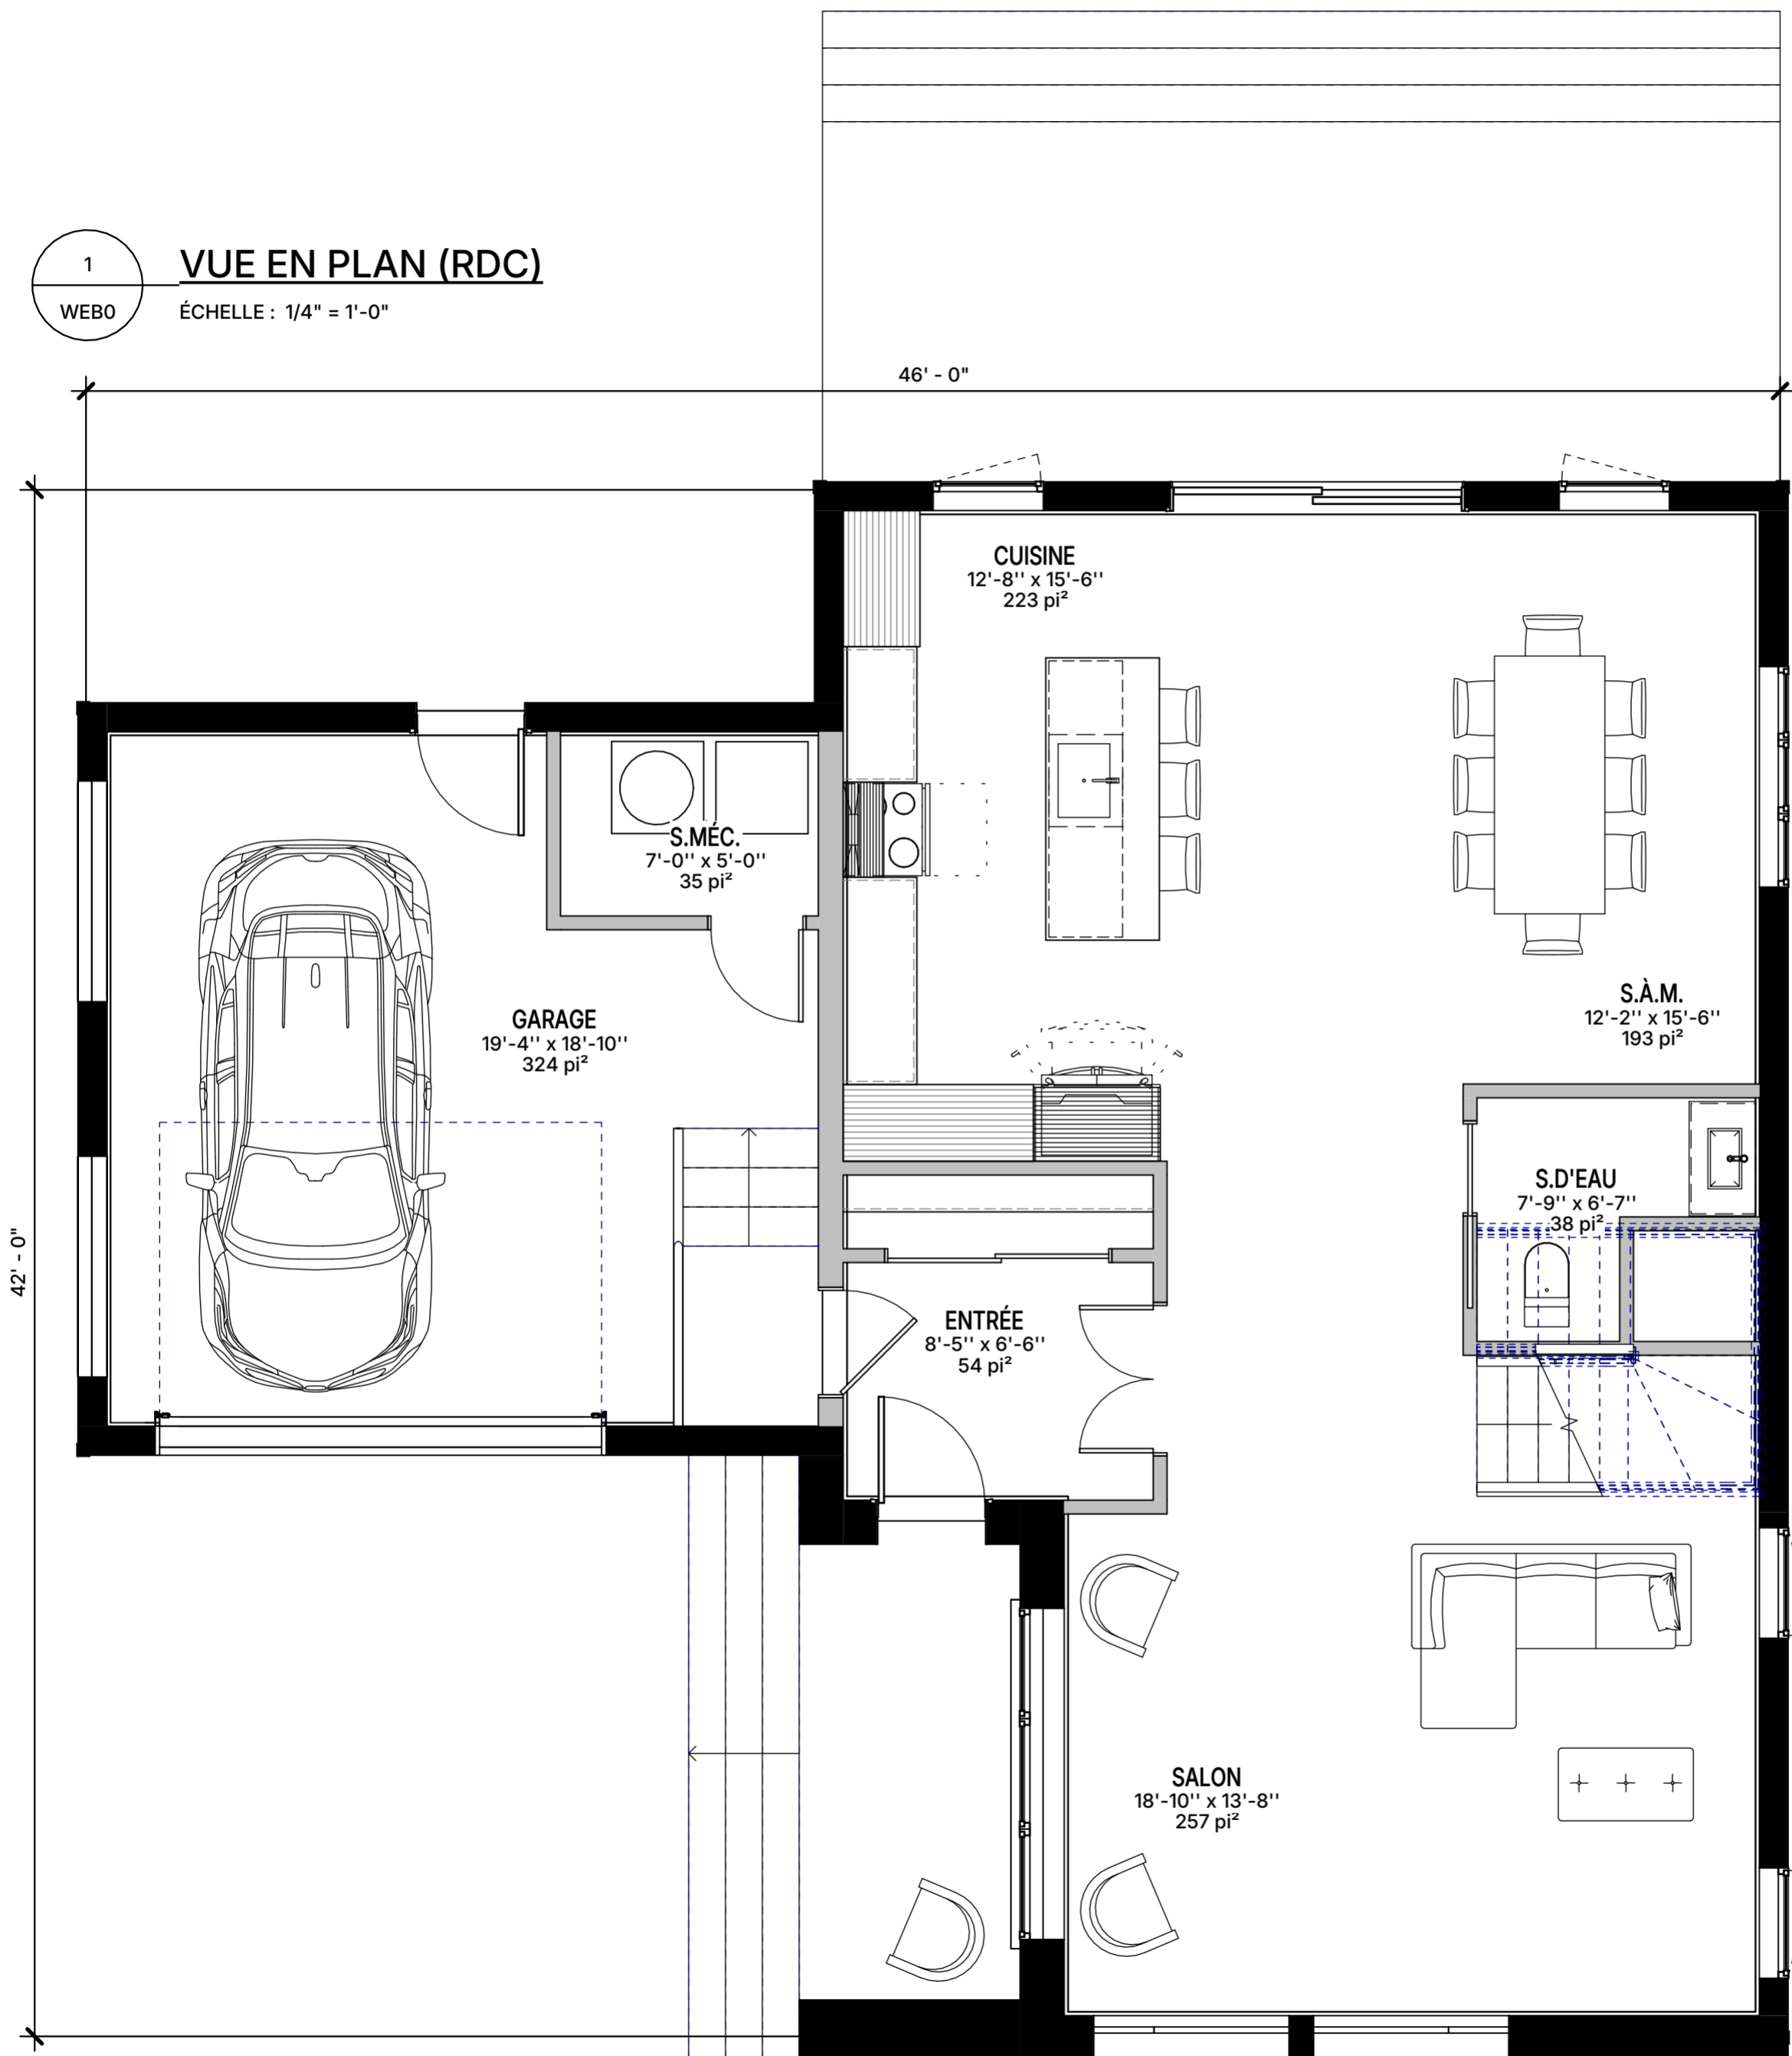 1
WEB0
VUE EN PLAN (RDC)
ÉCHELLE : 1/4" = 1'-0"
46' - 0"
42' - 0"
CUISINE
12'-8'' x 15'-6''
223 pi²
S.MÉC.
7'-0'' x 5'-0''
35 pi²
GARAGE
19'-4'' x 18'-10''
324 pi²
S.À.M.
12'-2'' x 15'-6''
193 pi²
S.D'EAU
7'-9'' x 6'-7''
38 pi²
ENTRÉE
8'-5'' x 6'-6''
54 pi²
SALON
18'-10'' x 13'-8''
257 pi²